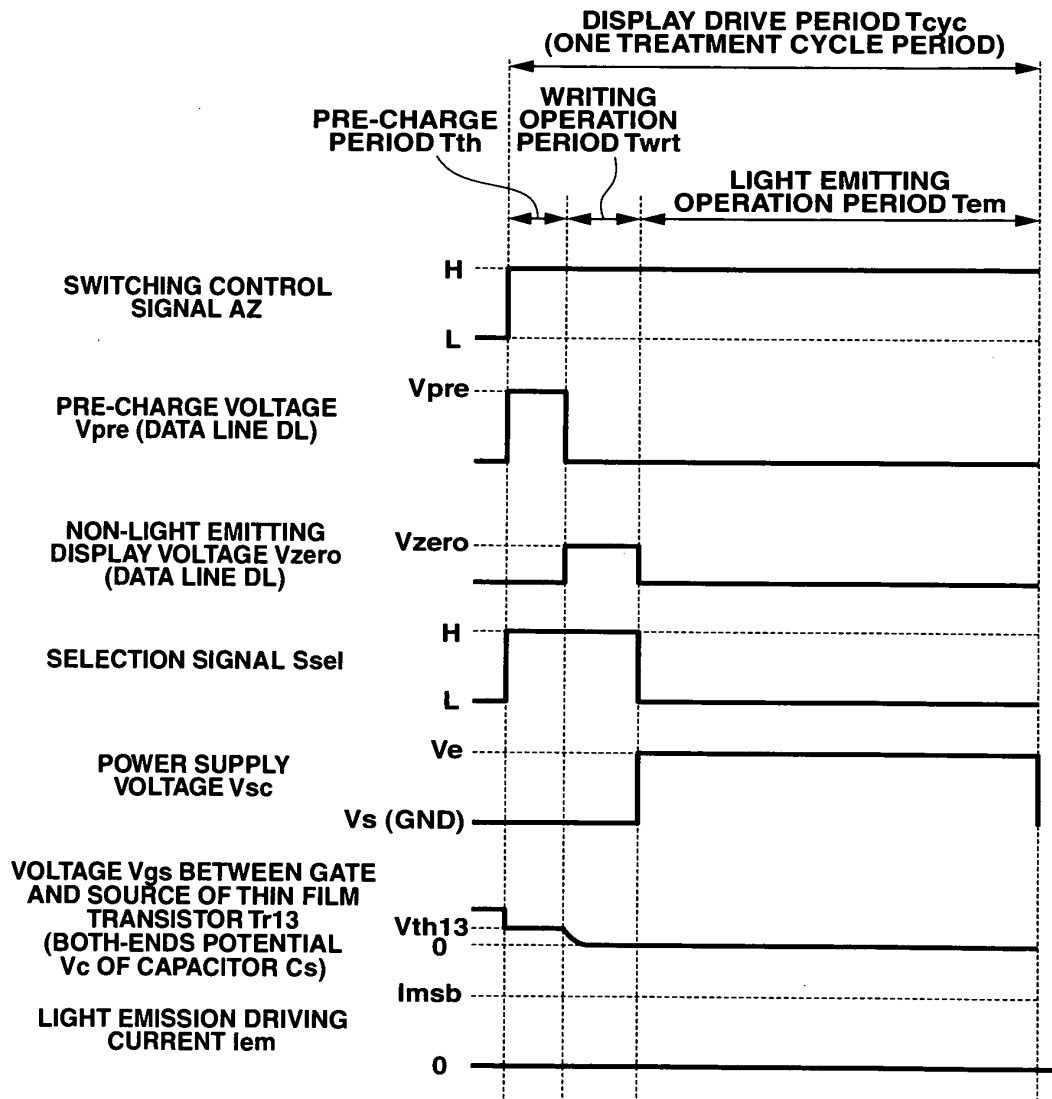 DISPLAY DRIVE PERIOD Tcyc
(ONE TREATMENT CYCLE PERIOD)
PRE-CHARGE
PERIOD Tth
WRITING
OPERATION
PERIOD Twrt
LIGHT EMITTING
OPERATION PERIOD Tem
SWITCHING CONTROL
SIGNAL AZ
H
L
PRE-CHARGE VOLTAGE
Vpre (DATA LINE DL)
Vpre
NON-LIGHT EMITTING
DISPLAY VOLTAGE Vzero
(DATA LINE DL)
Vzero
SELECTION SIGNAL Ssel
H
L
POWER SUPPLY
VOLTAGE Vsc
Ve
Vs (GND)
VOLTAGE Vgs BETWEEN GATE
AND SOURCE OF THIN FILM
TRANSISTOR Tr13
(BOTH-ENDS POTENTIAL
Vc OF CAPACITOR Cs)
Vth13
0
LIGHT EMISSION DRIVING
CURRENT Iem
Imsb
0